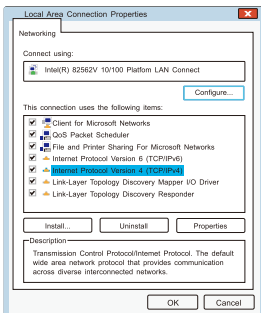 Local Area Connection Properties
Networking
Connect using:
Intel(R) 82562V 10/100 Platfom LAN Connect
Configure...
This connection uses the following items:
Client for Microsoft Networks
QoS Packet Scheduler
File and Printer Sharing For Microsoft Networks
Internet Protocol Version 6 (TCP/IPv6)
Internet Protocol Version 4 (TCP/IPv4)
Link-Layer Topology Discovery Mapper I/O Driver
Link-Layer Topology Discovery Responder
Install...
Uninstall
Properties
Description
Transmission Control Protocol/Internet Protocol. The default
wide area network protocol that provides communication
across diverse interconnected networks.
OK
Cancel